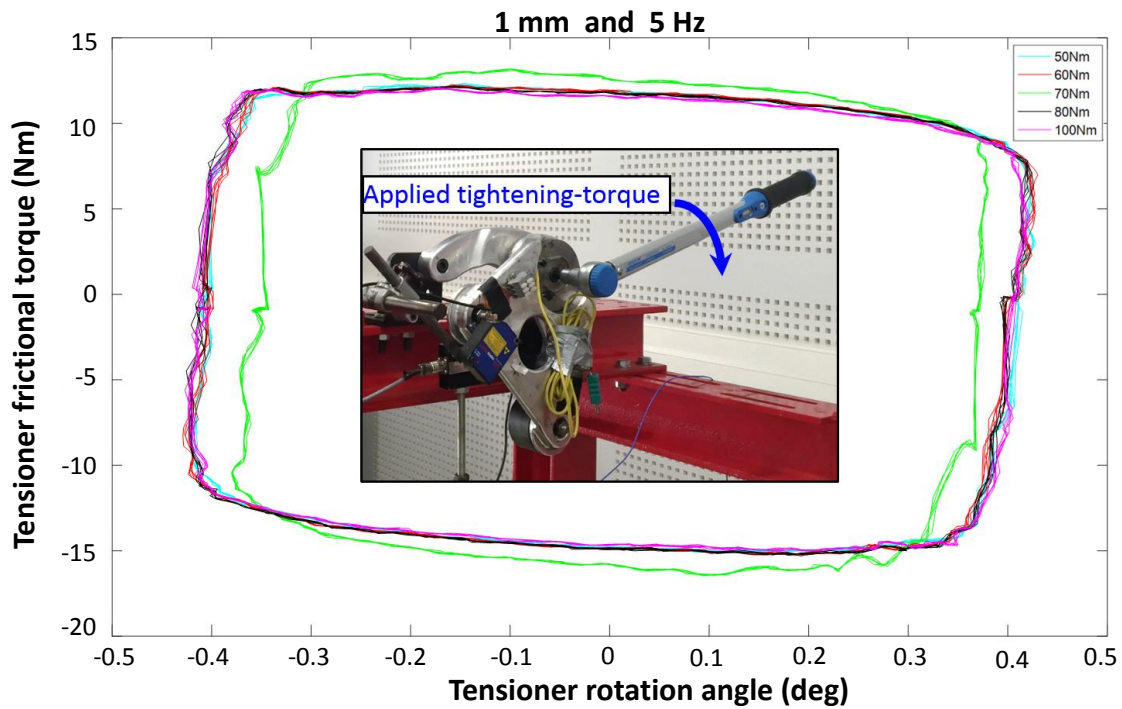 1 mm and 5 Hz
Tensioner frictional torque (Nm)
15
10
5
0
-5
-10
-15
-20
50Nm
60Nm
70Nm
80Nm
100Nm
Applied tightening-torque
-0.5
-0.4
-0.3
-0.2
-0.1
0
0.1
0.2
0.3
0.4
0.5
Tensioner rotation angle (deg)